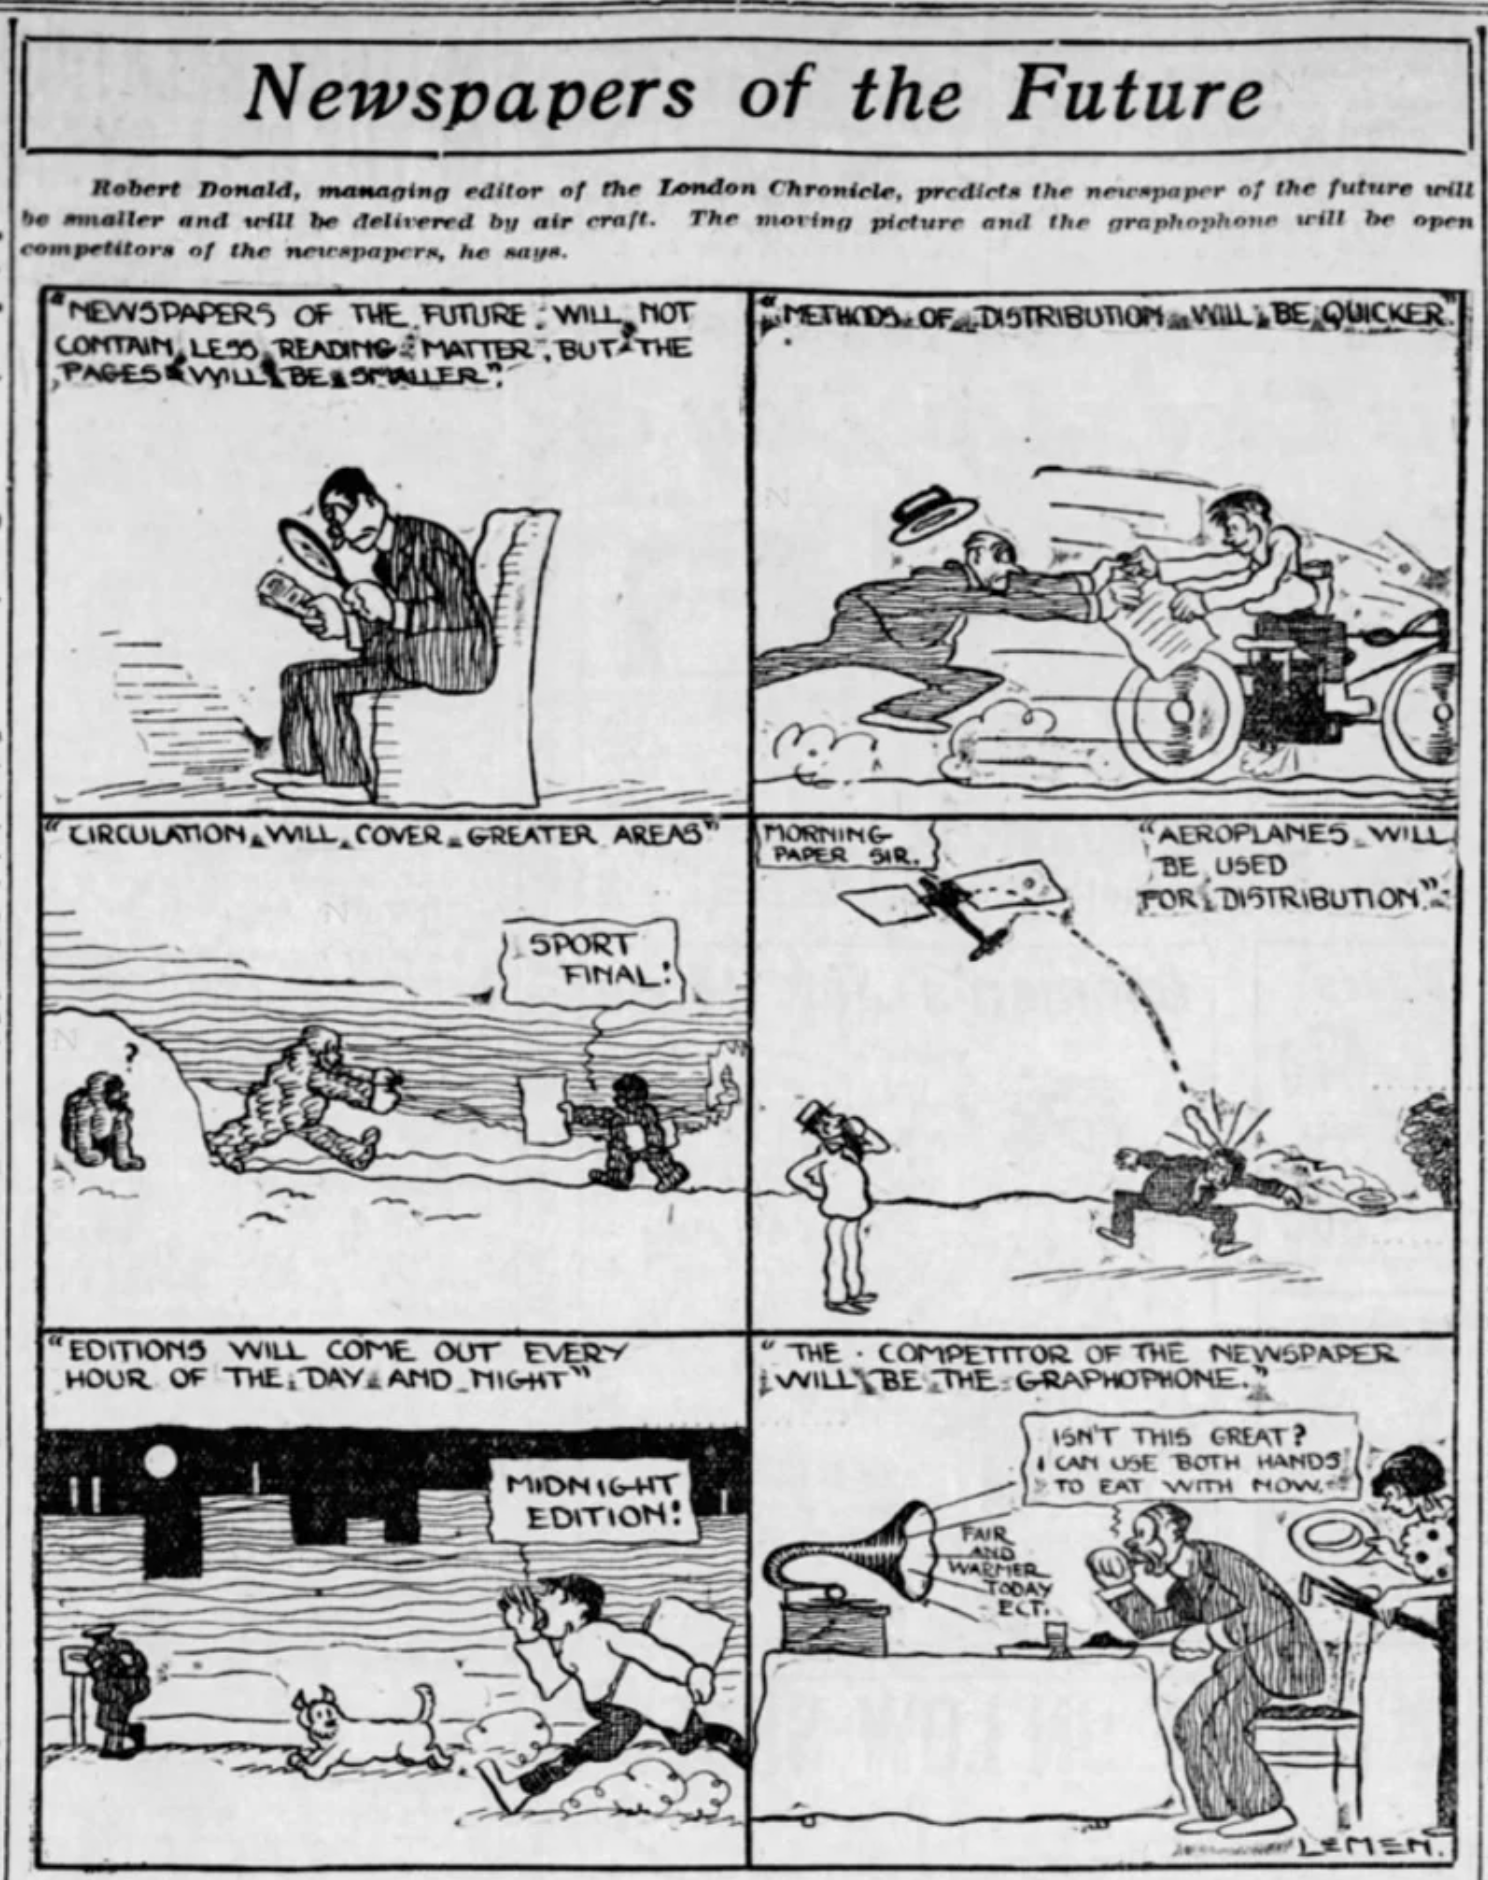 Newspapers of the Future
Robert Donald, managing editor of the London Chronicle, predicts the newspaper of the future will
be smaller and will be delivered by air craft. The moving picture and the graphophone will be open
competitors of the newspapers, he says.
"NEWSPAPERS OF THE FUTURE WILL NOT
CONTAIN LESS READING MATTER, BUT THE
PAGES WILL BE SMALLER".
"METHODS OF DISTRIBUTION WILL BE QUICKER"
"CIRCULATION WILL COVER GREATER AREAS"
SPORT
FINAL!
?
MORNING
PAPER SIR.
"AEROPLANES WILL
BE USED
FOR DISTRIBUTION."
"EDITIONS WILL COME OUT EVERY
HOUR OF THE DAY AND NIGHT"
MIDNIGHT
EDITION!
"THE COMPETITOR OF THE NEWSPAPER
WILL BE THE GRAPHOPHONE."
ISN'T THIS GREAT?
I CAN USE BOTH HANDS
TO EAT WITH NOW.
FAIR
AND
WARMER
TODAY
ECT.
LEMEN.